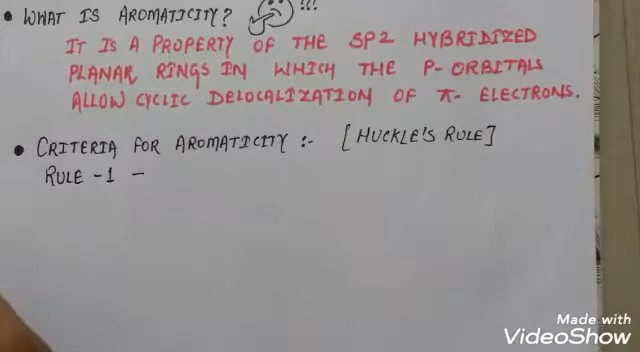 • WHAT IS AROMATICITY? !!!
IT IS A PROPERTY OF THE SP2 HYBRIDIZED
PLANAR RINGS IN WHICH THE P-ORBITALS
ALLOW CYCLIC DELOCALIZATION OF π- ELECTRONS.
• CRITERIA FOR AROMATICITY :- [HUCKLE'S RULE]
RULE -1 -
Made with
VideoShow